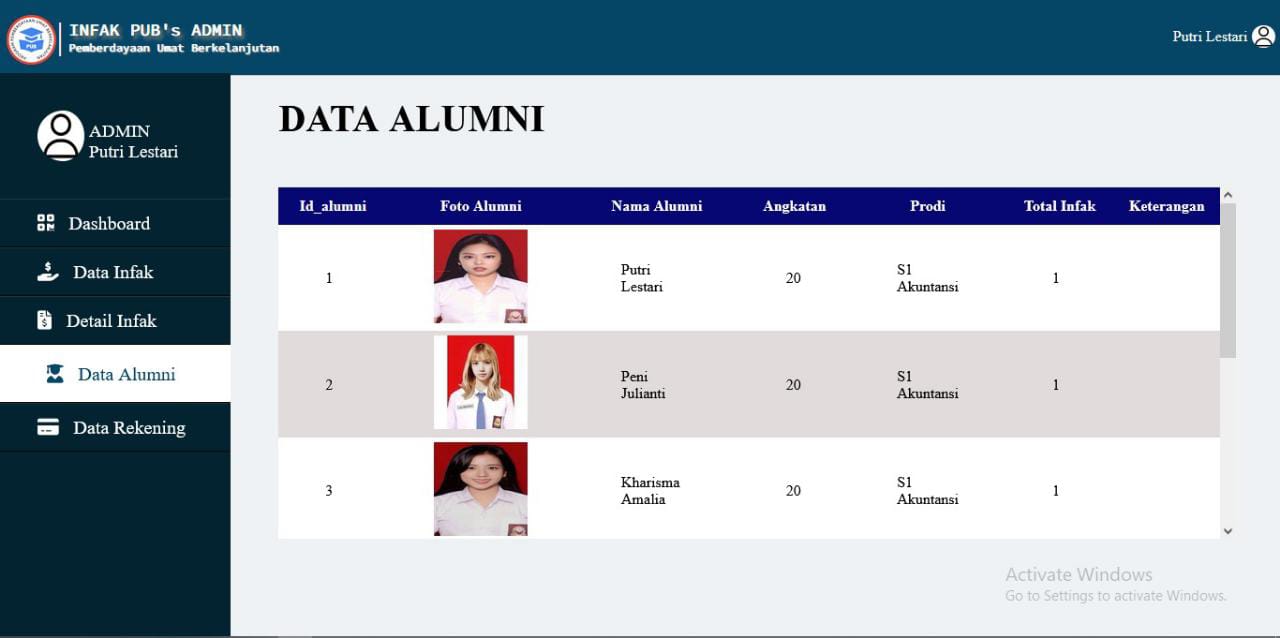 INFAK PUB's ADMIN
Pemberdayaan Umat Berkelanjutan
PUB
Putri Lestari
ADMIN
Putri Lestari
Dashboard
Data Infak
Detail Infak
Data Alumni
Data Rekening
DATA ALUMNI
Id_alumni Foto Alumni Nama Alumni Angkatan Prodi Total Infak Keterangan
1 Putri Lestari 20 S1 Akuntansi 1
2 Peni Julianti 20 S1 Akuntansi 1
3 Kharisma Amalia 20 S1 Akuntansi 1
Activate Windows
Go to Settings to activate Windows.